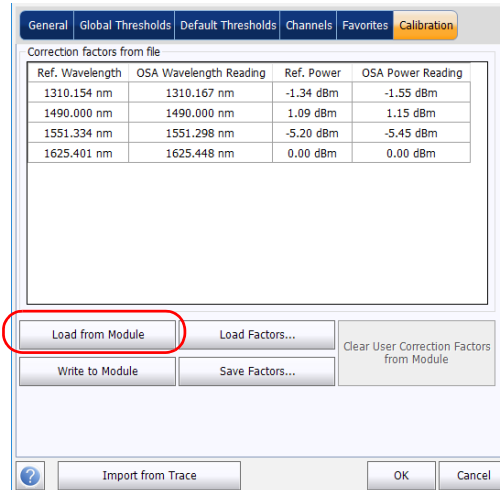 General Global Thresholds Default Thresholds Channels Favorites Calibration
Correction factors from file
Ref. Wavelength OSA Wavelength Reading Ref. Power OSA Power Reading
1310.154 nm 1310.167 nm -1.34 dBm -1.55 dBm
1490.000 nm 1490.000 nm 1.09 dBm 1.15 dBm
1551.334 nm 1551.298 nm -5.20 dBm -5.45 dBm
1625.401 nm 1625.448 nm 0.00 dBm 0.00 dBm
Load from Module Load Factors...
Clear User Correction Factors
from Module
Write to Module Save Factors...
? Import from Trace OK Cancel